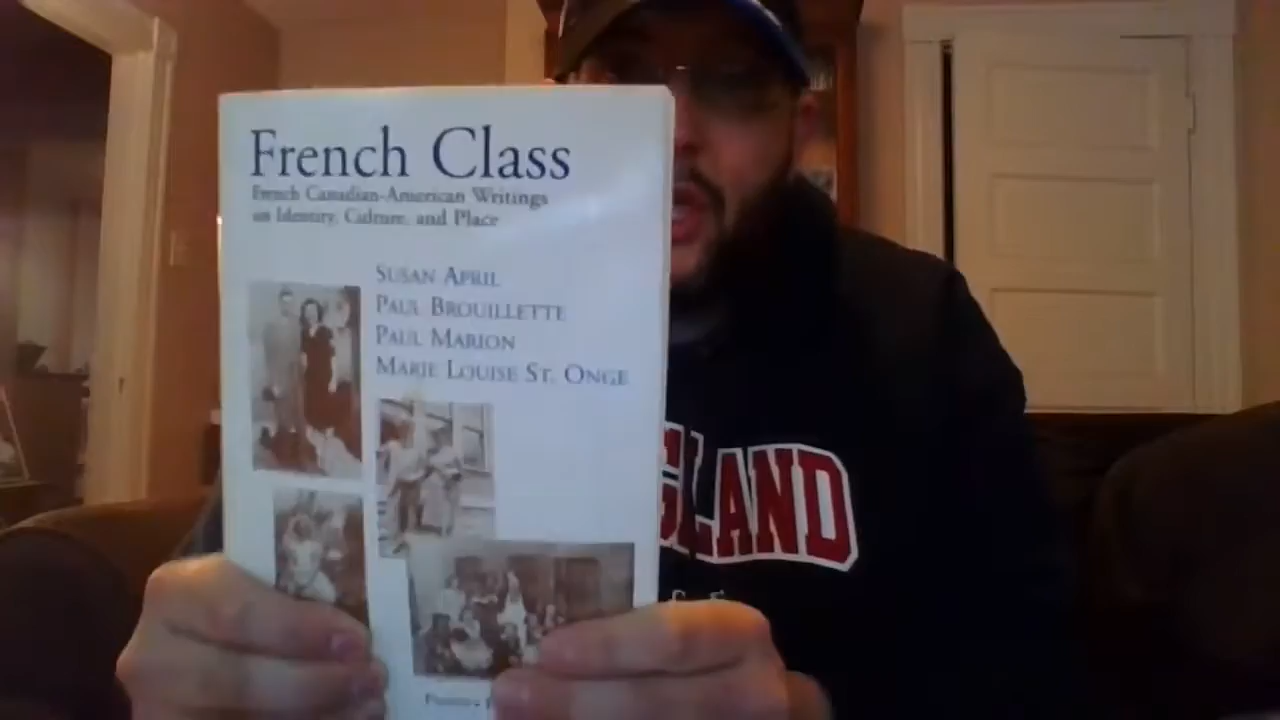 French Class
French Canadian-American Writings
on Identity, Culture, and Place
SUSAN APRIL
PAUL BROUILLETTE
PAUL MARION
MARIE LOUISE ST. ONGE
GLAND